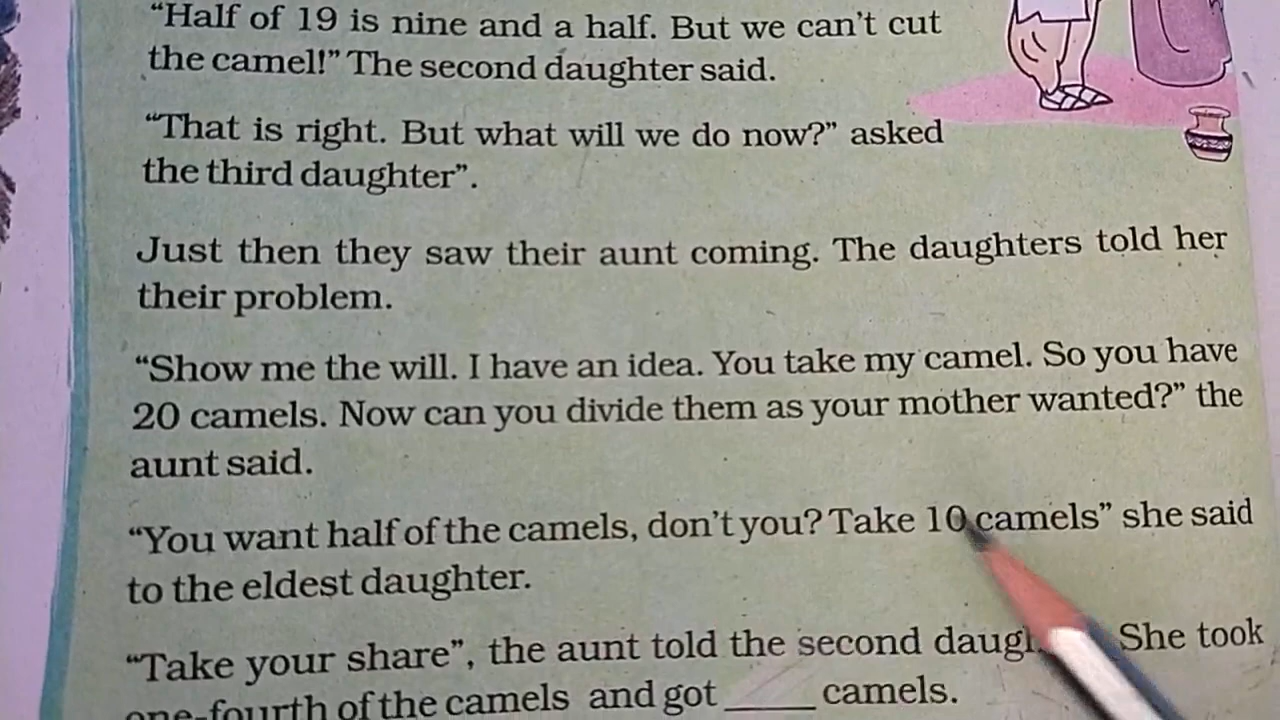 “Half of 19 is nine and a half. But we can’t cut
the camel!” The second daughter said.
“That is right. But what will we do now?” asked
the third daughter”.
Just then they saw their aunt coming. The daughters told her
their problem.
“Show me the will. I have an idea. You take my camel. So you have
20 camels. Now can you divide them as your mother wanted?” the
aunt said.
“You want half of the camels, don’t you? Take 10 camels” she said
to the eldest daughter.
“Take your share”, the aunt told the second She took
one-fourth of the camels and got _____ camels.